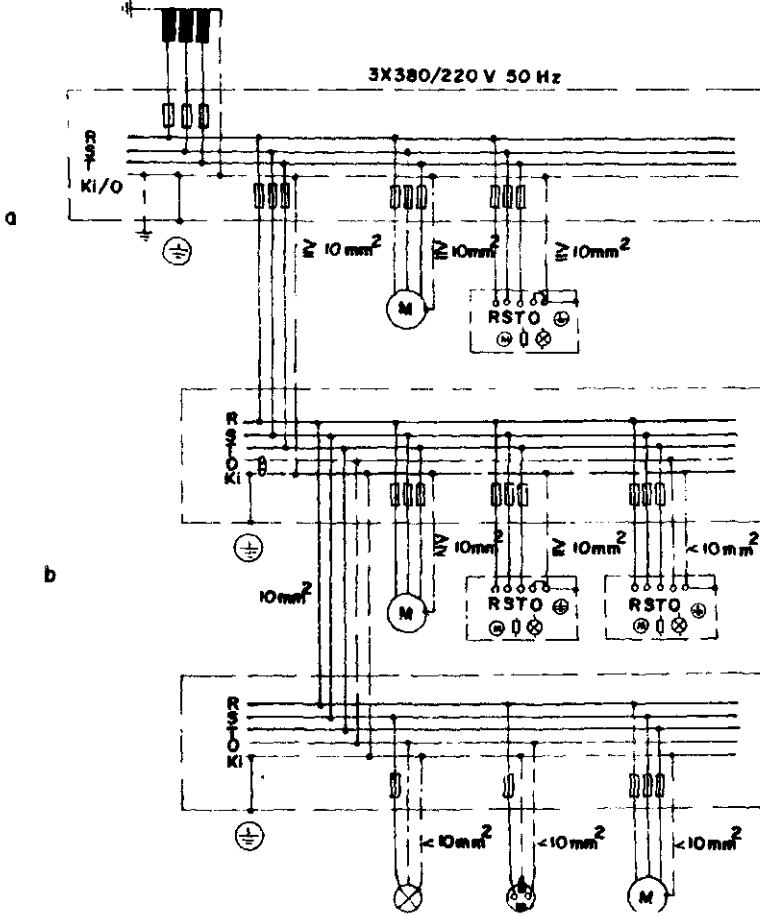 3X380/220 V 50 Hz
R
S
T
Ki/O
a
≧ 10mm²
≧ 10mm²
≧ 10mm²
M
RSTO
M
R
S
T
O
Ki
≧ 10mm²
≧ 10mm²
< 10mm²
b
10mm²
M
RSTO
M
RSTO
M
R
S
T
O
Ki
< 10mm²
< 10mm²
< 10mm²
M